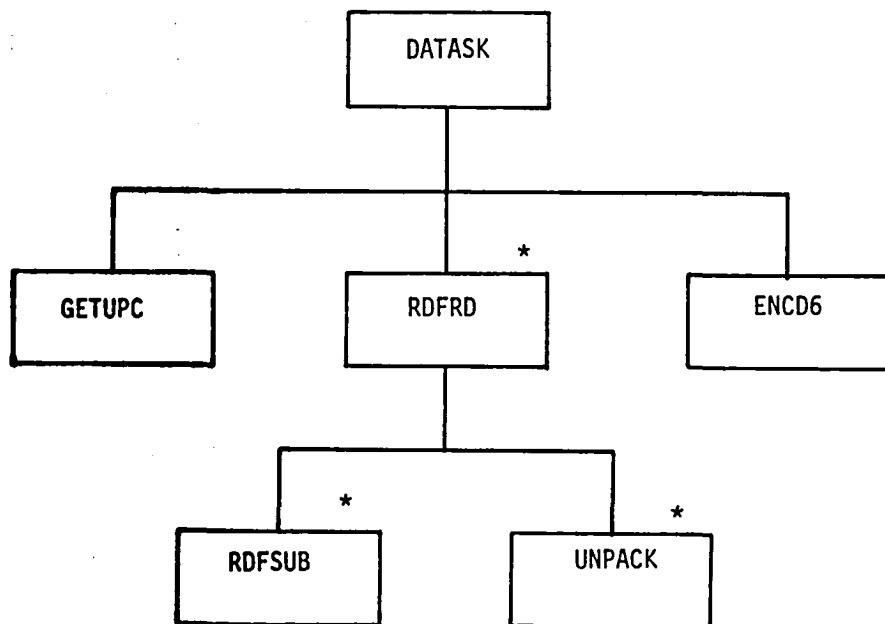 DATASK
*
GETUPC
RDFRD
ENCD6
*
*
RDFSUB
UNPACK